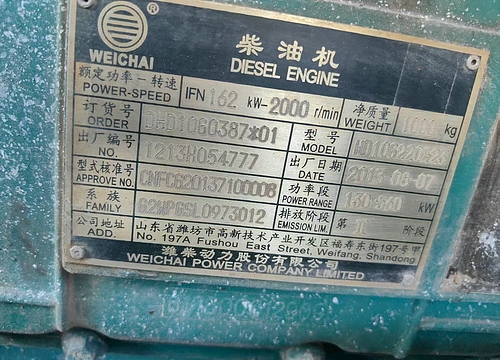 ® WEICHAI
柴油机
DIESEL ENGINE
额定功率－转速 POWER-SPEED IFN 162 kW- 2000 r/min 净质量 WEIGHT kg
订货号 ORDER DHD10G0387*01 型号 MODEL
出厂编号 NO. 1213H054777 出厂日期 DATE
型式核准号 APPROVE NO. CNFCG20137100008 功率段 POWER RANGE kW
系族 FAMILY G2WPGSL0973012 排放阶段 EMISSION LIM. 第 阶段
公司地址 ADD. 山东省潍坊市高新技术产业开发区福寿东街197号甲
No. 197A Fushou East Street, Weifang, Shandong
潍柴动力股份有限公司
WEICHAI POWER COMPANY LIMITED